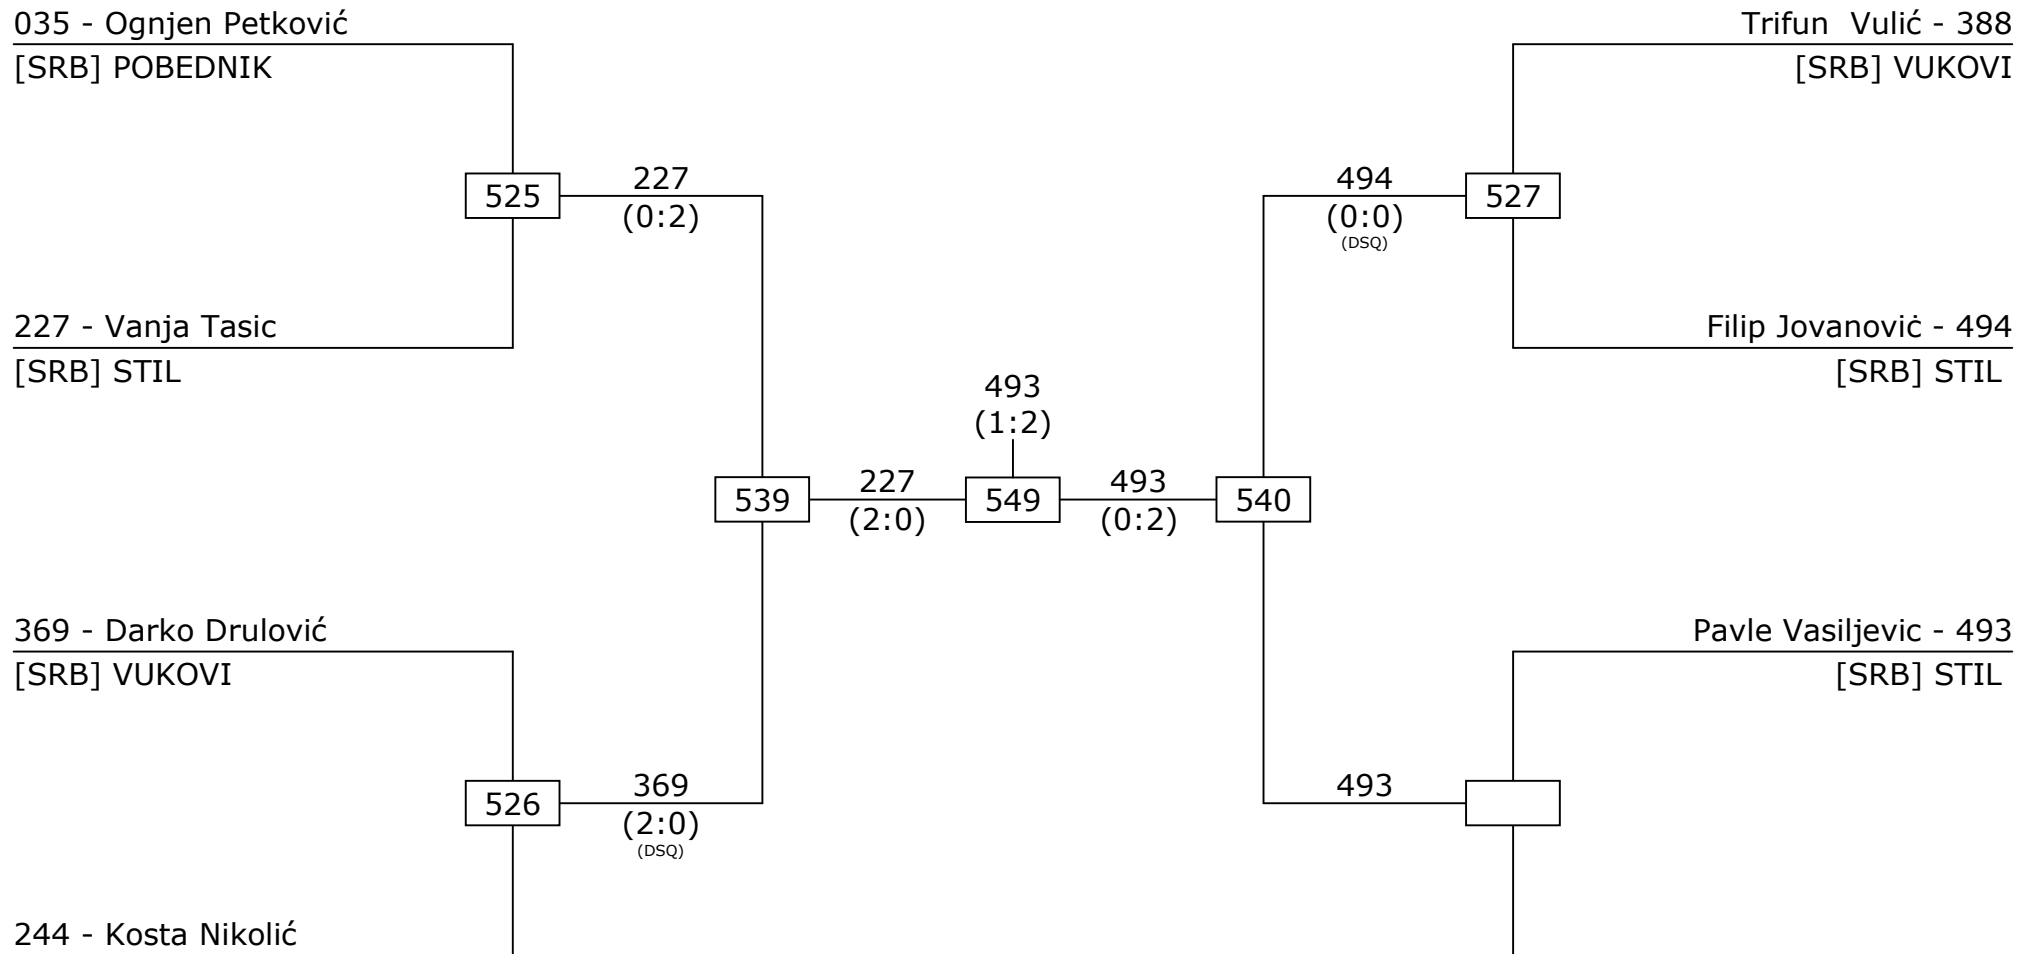 035 - Ognjen Petković
Trifun  Vulić - 388
[SRB] POBEDNIK
[SRB] VUKOVI
227
494
525
527
(0:2)
(0:0)
(DSQ)
227 - Vanja Tasic
Filip Jovanović - 494
[SRB] STIL
[SRB] STIL
493
(1:2)
227
493
539
549
540
(2:0)
(0:2)
369 - Darko Drulović
Pavle Vasiljevic - 493
[SRB] VUKOVI
[SRB] STIL
369
493
526
(2:0)
(DSQ)
244 - Kosta Nikolić